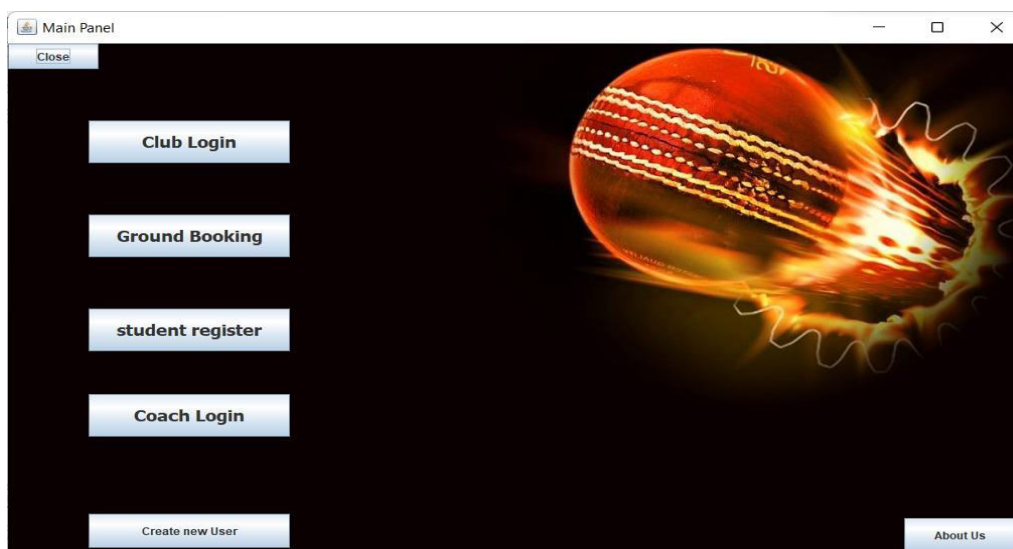 Main Panel
Close
Club Login
Ground Booking
student register
Coach Login
Create new User
About Us